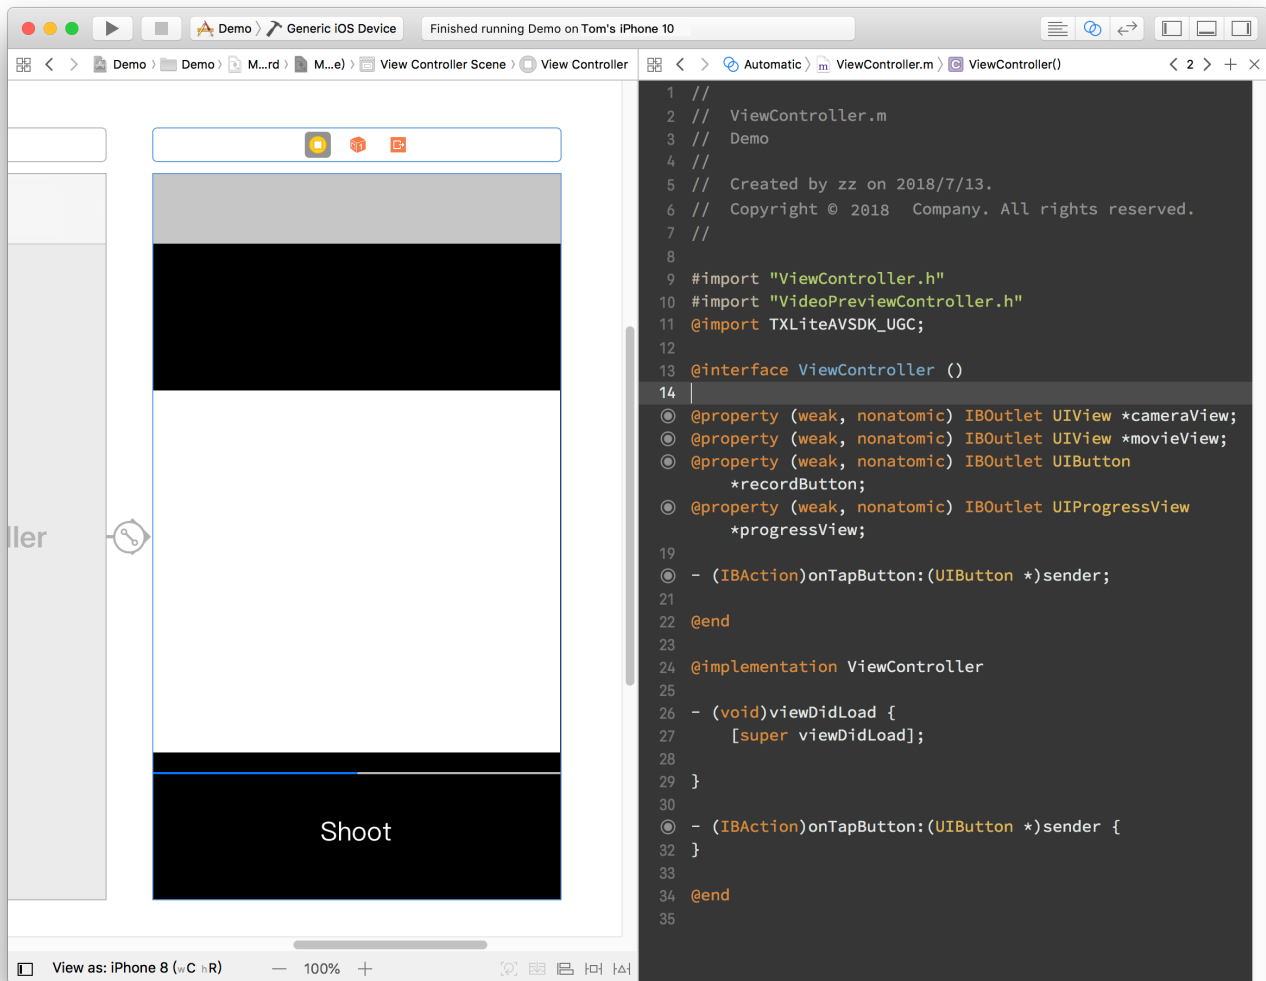 Demo 〉 Generic iOS Device
Finished running Demo on Tom's iPhone 10
Demo 〉 Demo 〉 M...rd 〉 M...e) 〉 View Controller Scene 〉 View Controller
Automatic 〉 m ViewController.m 〉 C ViewController()
2
ller
Shoot
View as: iPhone 8 (wC hR)
100%
1 //
2 // ViewController.m
3 // Demo
4 //
5 // Created by zz on 2018/7/13.
6 // Copyright © 2018 Company. All rights reserved.
7 //
8
9 #import "ViewController.h"
10 #import "VideoPreviewController.h"
11 @import TXLiteAVSDK_UGC;
12
13 @interface ViewController ()
14
@property (weak, nonatomic) IBOutlet UIView *cameraView;
@property (weak, nonatomic) IBOutlet UIView *movieView;
@property (weak, nonatomic) IBOutlet UIButton
*recordButton;
@property (weak, nonatomic) IBOutlet UIProgressView
*progressView;
19
- (IBAction)onTapButton:(UIButton *)sender;
21
22 @end
23
24 @implementation ViewController
25
26 - (void)viewDidLoad {
27 [super viewDidLoad];
28
29 }
30
- (IBAction)onTapButton:(UIButton *)sender {
32 }
33
34 @end
35